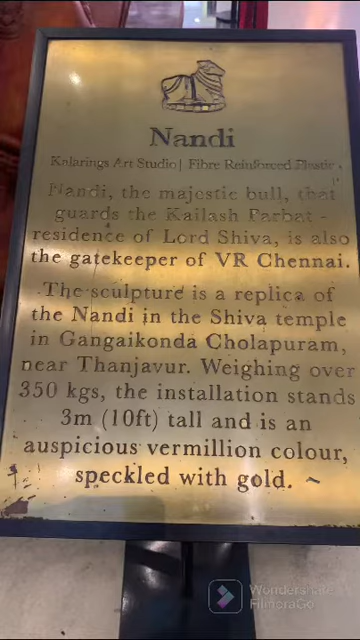 Nandi
Kalarings Art Studio | Fibre Reinforced Plastic
Nandi, the majestic bull, that
guards the Kailash Parbat -
residence of Lord Shiva, is also
the gatekeeper of VR Chennai.
The sculpture is a replica of
the Nandi in the Shiva temple
in Gangaikonda Cholapuram,
near Thanjavur. Weighing over
350 kgs, the installation stands
3m (10ft) tall and is an
auspicious vermillion colour,
speckled with gold.
Wondershare
FilmoraGo